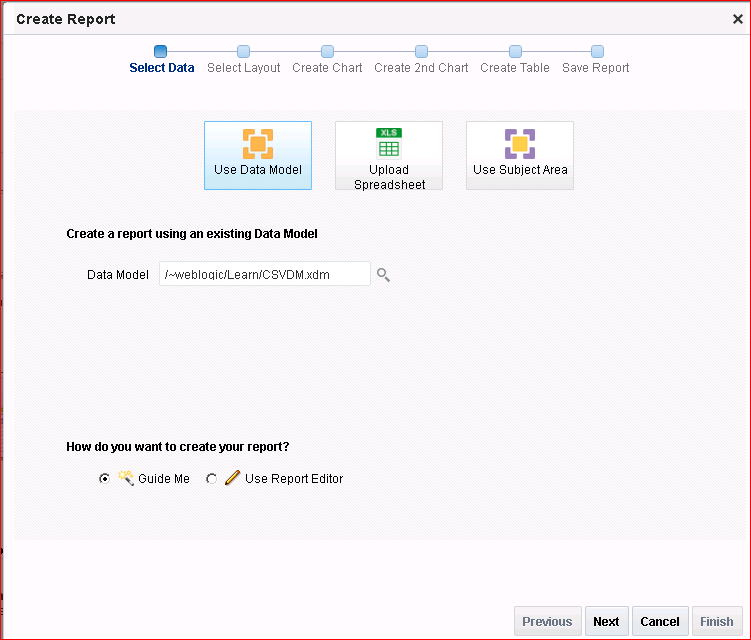 Create Report
Select Data Select Layout Create Chart Create 2nd Chart Create Table Save Report
Use Data Model
XLS
Upload
Spreadsheet
Use Subject Area
Create a report using an existing Data Model
Data Model /~weblogic/Learn/CSVDM.xdm
How do you want to create your report?
Guide Me Use Report Editor
Previous Next Cancel Finish